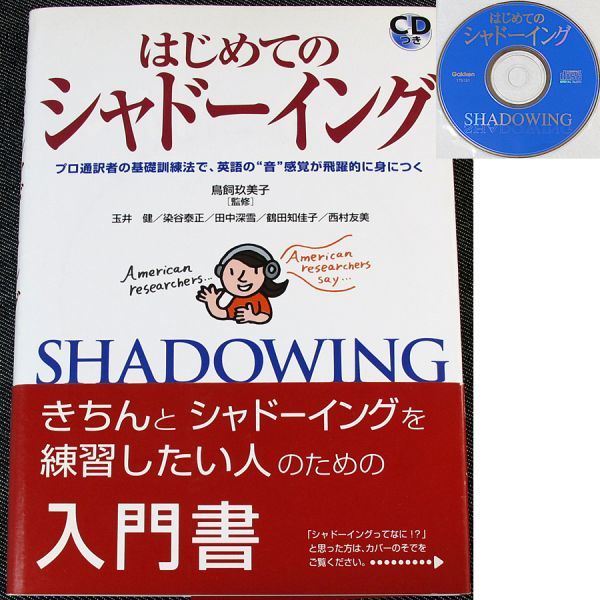 CD
つき
はじめての
シャドーイング
プロ通訳者の基礎訓練法で、英語の“音”感覚が飛躍的に身につく
鳥飼玖美子
[監修]
玉井 健／染谷泰正／田中深雪／鶴田知佳子／西村友美
American
researchers...
American
researchers
say...
SHADOWING
きちんと シャドーイングを
練習したい人のための
入門書
「シャドーイングってなに!?」
と思った方は、カバーのそでを
ご覧ください。
はじめての
シャドーイング
Gakken
SHADOWING